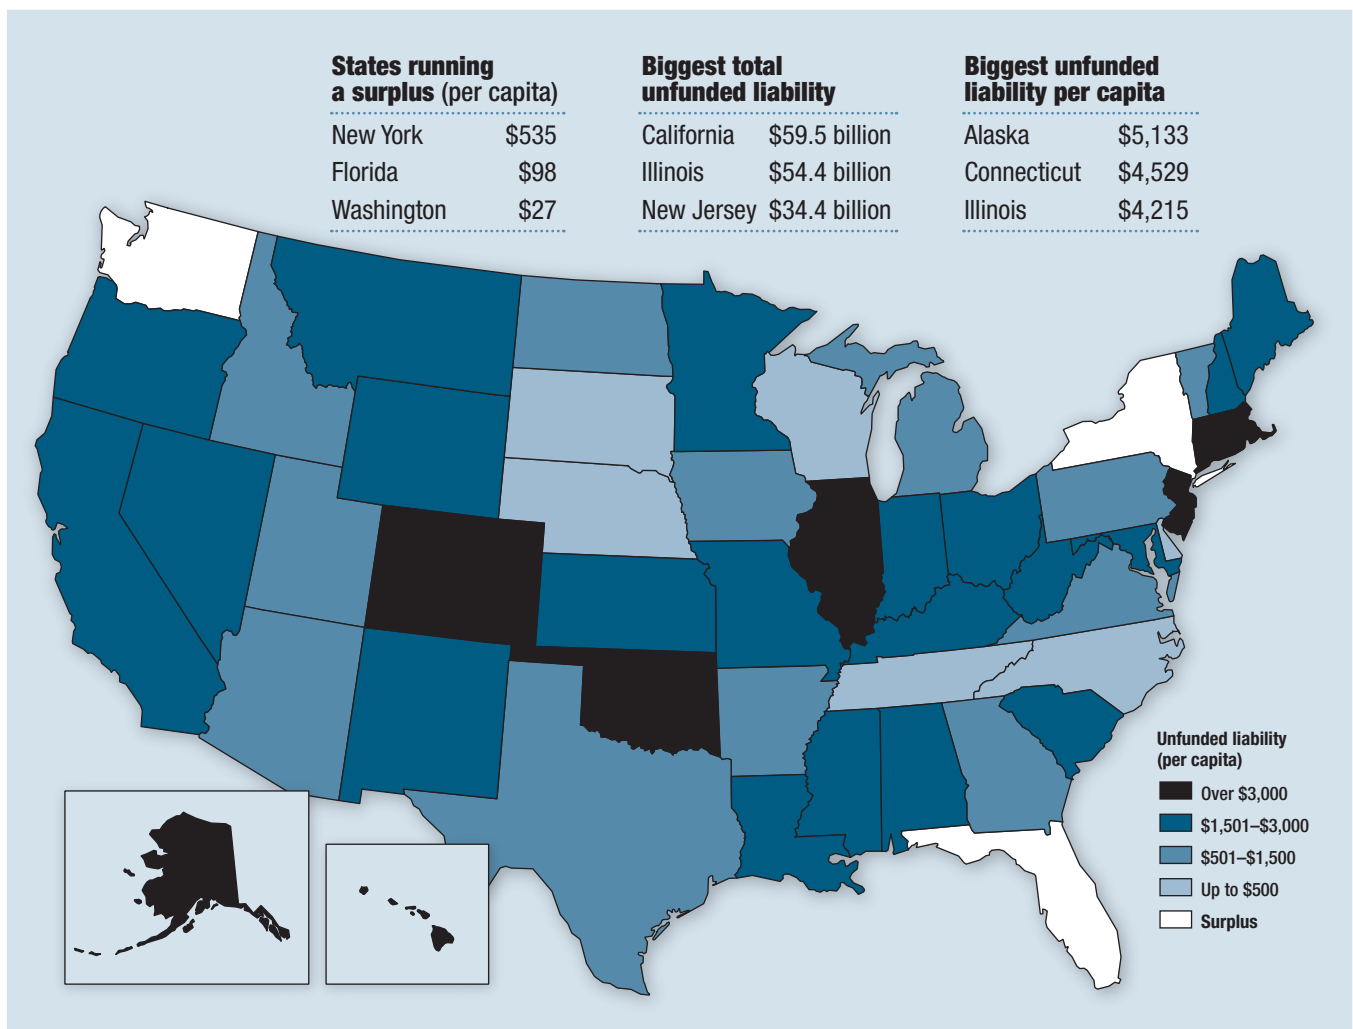 States running
a surplus (per capita)
New York $535
Florida $98
Washington $27
Biggest total
unfunded liability
California $59.5 billion
Illinois $54.4 billion
New Jersey $34.4 billion
Biggest unfunded
liability per capita
Alaska $5,133
Connecticut $4,529
Illinois $4,215
Unfunded liability
(per capita)
Over $3,000
$1,501–$3,000
$501–$1,500
Up to $500
Surplus